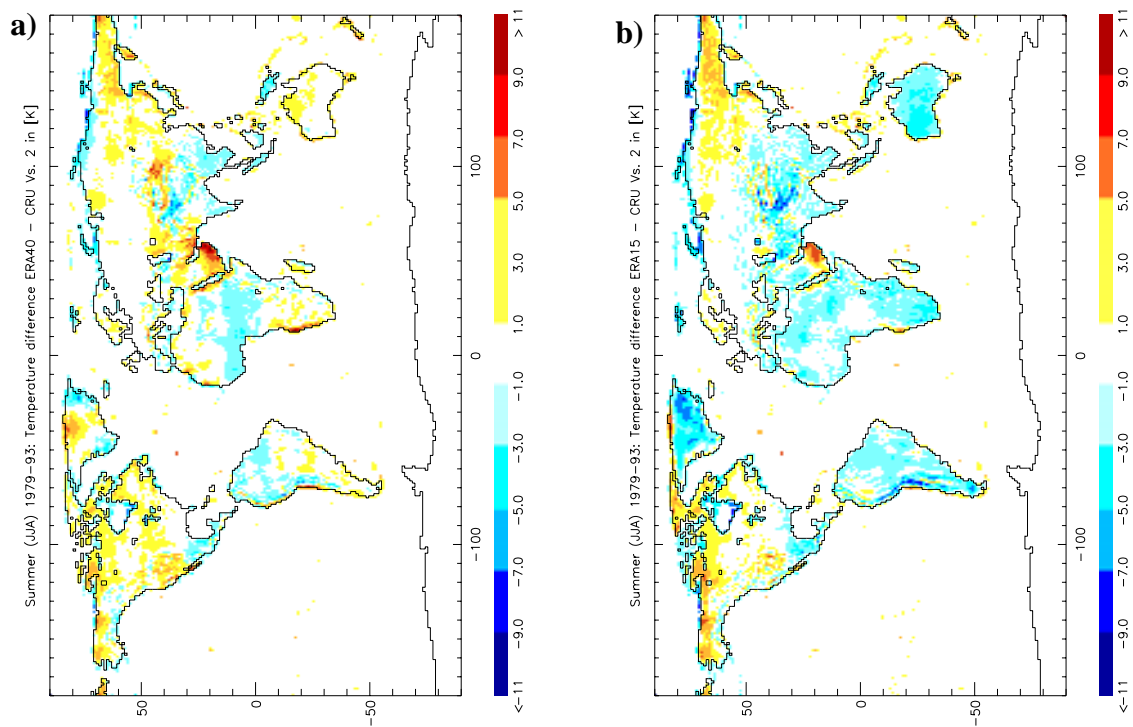 a)
Summer (JJA) 1979-93: Temperature difference ERA40 - CRU Vs. 2 in [K]
50
0
-50
-100
0
100
<-11 -9.0 -7.0 -5.0 -3.0 -1.0 1.0 3.0 5.0 7.0 9.0 > 11
b)
Summer (JJA) 1979-93: Temperature difference ERA15 - CRU Vs. 2 in [K]
50
0
-50
-100
0
100
<-11 -9.0 -7.0 -5.0 -3.0 -1.0 1.0 3.0 5.0 7.0 9.0 > 11